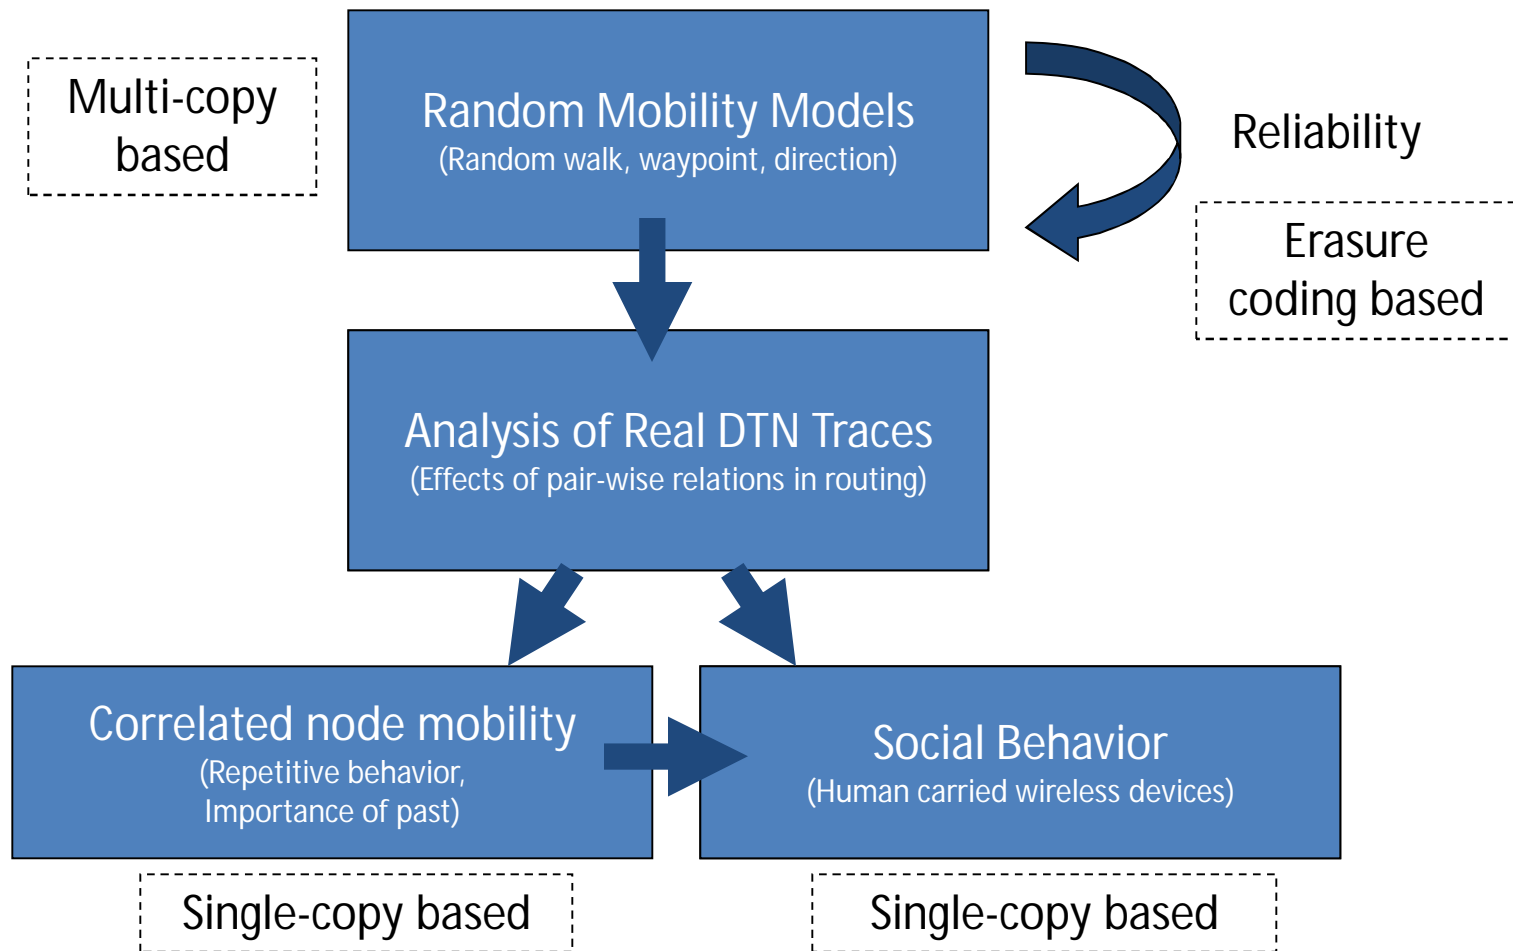 Multi-copy
based
Random Mobility Models
(Random walk, waypoint, direction)
Reliability
Erasure
coding based
Analysis of Real DTN Traces
(Effects of pair-wise relations in routing)
Correlated node mobility
(Repetitive behavior,
Importance of past)
Social Behavior
(Human carried wireless devices)
Single-copy based
Single-copy based